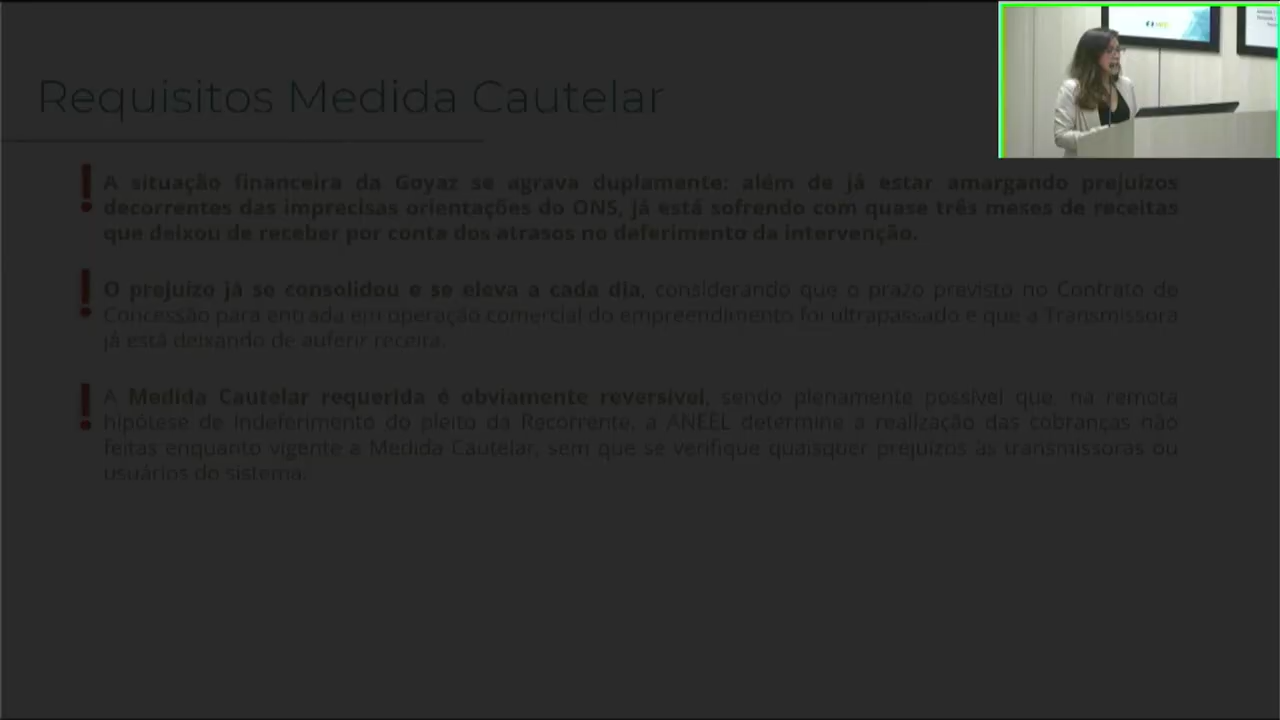 Requisitos Medida Cautelar
A situação financeira da Goyaz se agrava duplamente: além de já estar amargando prejuízos
decorrentes das imprecisas orientações do ONS, já está sofrendo com quase três meses de receitas
que deixou de receber por conta dos atrasos no deferimento da intervenção.
O prejuízo já se consolidou e se eleva a cada dia, considerando que o prazo previsto no Contrato de
Concessão para entrada em operação comercial do empreendimento foi ultrapassado e que a Transmissora
já está deixando de auferir receita.
A Medida Cautelar requerida é obviamente reversível, sendo plenamente possível que, na remota
hipótese de indeferimento do pleito da Recorrente, a ANEEL determine a realização das cobranças não
feitas enquanto vigente a Medida Cautelar, sem que se verifique quaisquer prejuízos às transmissoras ou
usuários do sistema.